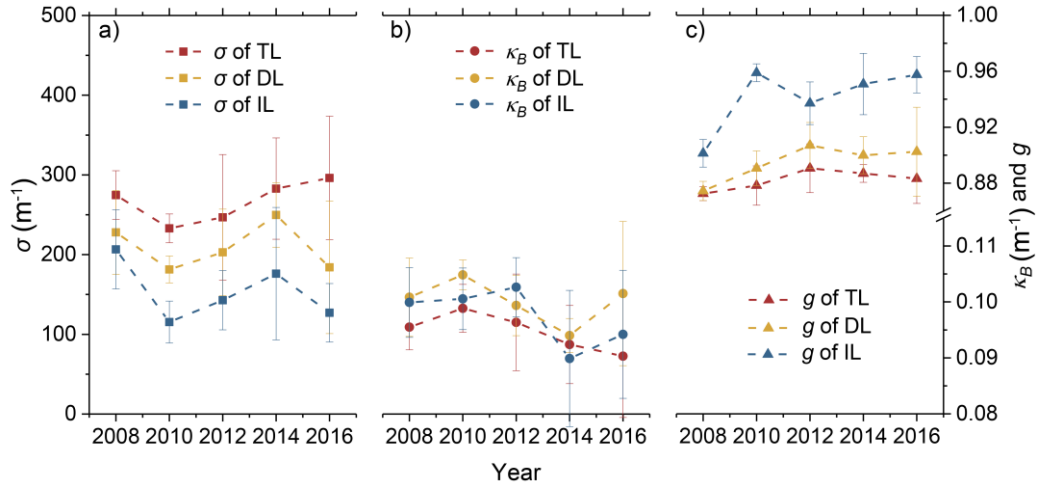 a)
σ of TL
σ of DL
σ of IL
b)
κB of TL
κB of DL
κB of IL
c)
g of TL
g of DL
g of IL
500
400
300
200
100
0
σ (m-1)
1.00
0.96
0.92
0.88
0.11
0.10
0.09
0.08
κB (m-1) and g
2008 2010 2012 2014 2016
2008 2010 2012 2014 2016
2008 2010 2012 2014 2016
Year